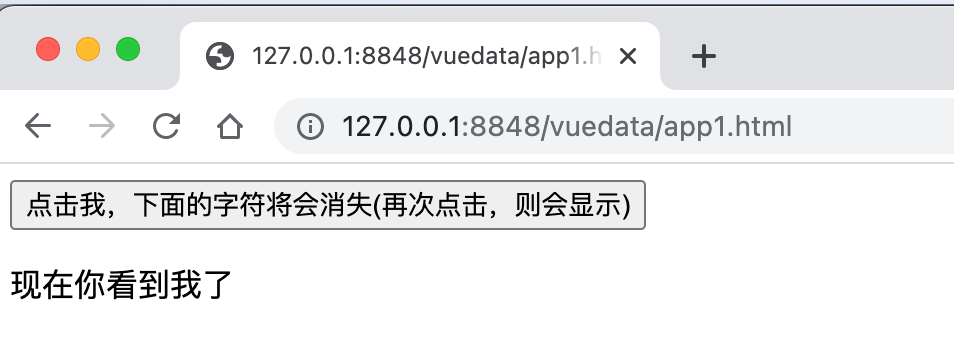 127.0.0.1:8848/vuedata/app1.h
127.0.0.1:8848/vuedata/app1.html
点击我，下面的字符将会消失(再次点击，则会显示)
现在你看到我了